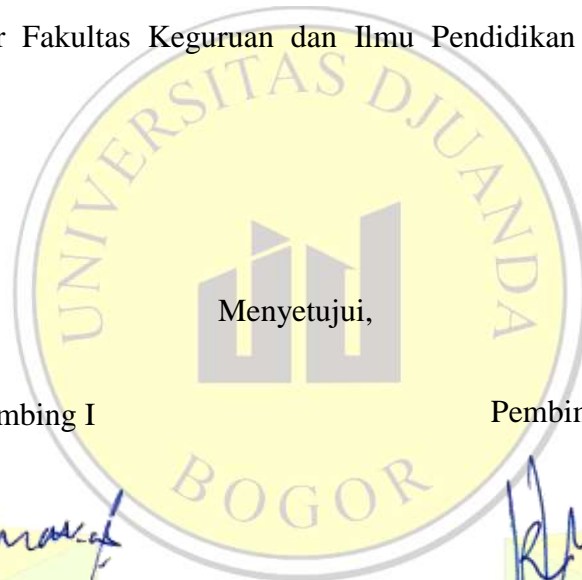 r Fakultas Keguruan dan Ilmu Pendidikan
UNIVERSITAS DJUANDA
Menyetujui,
mbing I Pembin
BOGOR